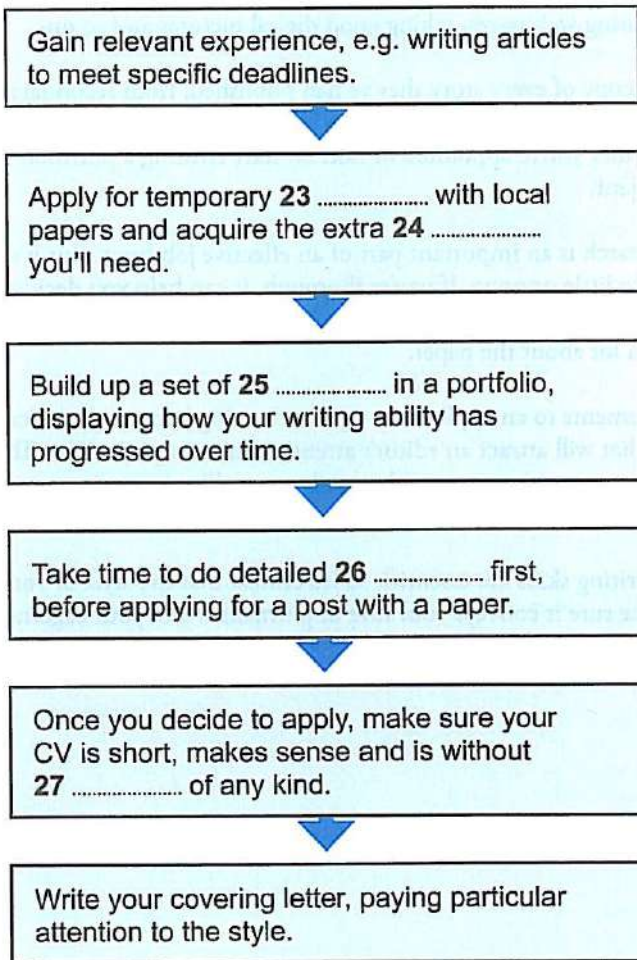 Gain relevant experience, e.g. writing articles
to meet specific deadlines.
Apply for temporary 23 .................. with local
papers and acquire the extra 24 ..................
you'll need.
Build up a set of 25 .................. in a portfolio,
displaying how your writing ability has
progressed over time.
Take time to do detailed 26 .................. first,
before applying for a post with a paper.
Once you decide to apply, make sure your
CV is short, makes sense and is without
27 .................. of any kind.
Write your covering letter, paying particular
attention to the style.